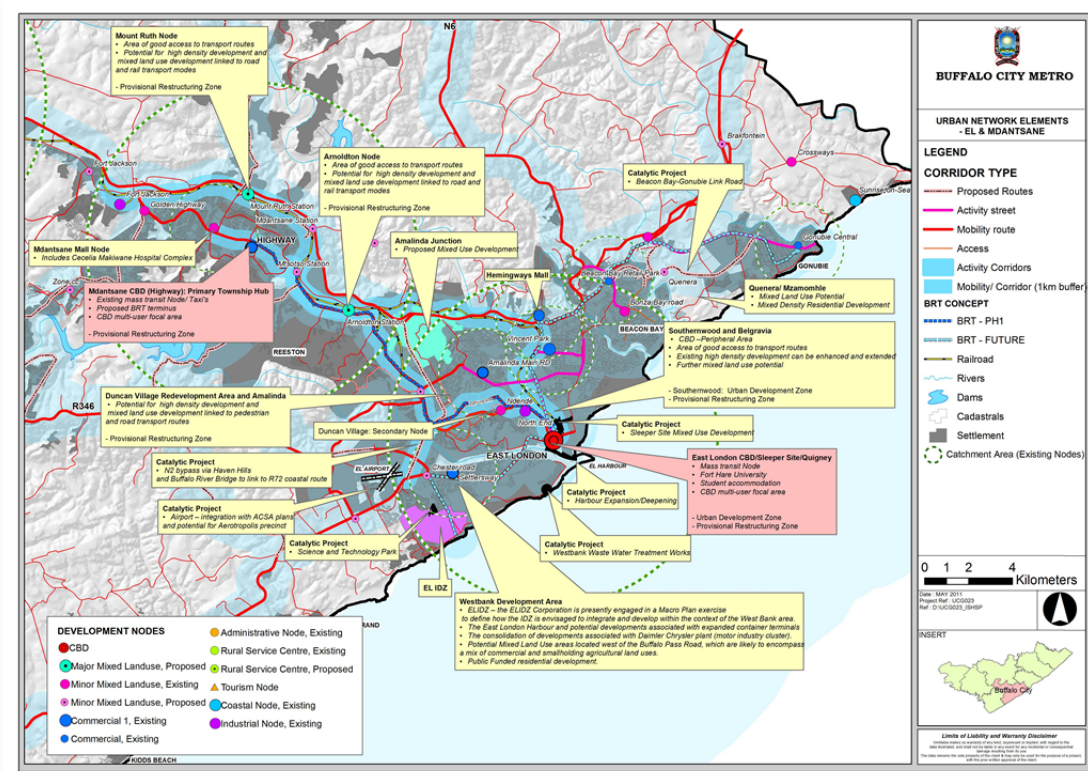 Mount Ruth Node
• Area of good access to transport routes
• Potential for high density development and
mixed land use development linked to road
and rail transport modes
- Provisional Restructuring Zone
N6
Arnoldton Node
• Area of good access to transport routes
• Potential for high density development and
mixed land use development linked to road and
rail transport modes
- Provisional Restructuring Zone
Catalytic Project
• Beacon Bay-Gonubie Link Road
Brakfontein
Crossways
Sunrise-on-Sea
Fort Jackson
Fort Jackson
Golden Highway
Mount Ruth Station
Mdantsane Station
HIGHWAY
Mtsotso Station
Mdantsane Mall Node
• Includes Cecelia Makiwane Hospital Complex
Amalinda Junction
• Proposed Mixed Use Development
Hemingways Mall
Gonubie Central
GONUBIE
Beacon Bay Retail Park
Quenera
Bonza Bay road
BEACON BAY
Quenera/ Mzamomhle
• Mixed Land Use Potential
• Mixed Density Residential Development
Mdantsane CBD (Highway): Primary Township Hub
• Existing mass transit Node/ Taxi's
• Proposed BRT terminus
• CBD multi-user focal area
- Provisional Restructuring Zone
Arnoldton Station
REESTON
Vincent Park
Amalinda Main RD
Southernwood and Belgravia
• CBD –Peripheral Area
• Area of good access to transport routes
• Existing high density development can be enhanced and extended
• Further mixed land use potential
- Southernwood: Urban Development Zone
- Provisional Restructuring Zone
R346
Duncan Village Redevelopment Area and Amalinda
• Potential for high density development and
mixed land use development linked to pedestrian
and road transport routes
- Provisional Restructuring Zone
Duncan Village: Secondary Node
Ndende
North End
Catalytic Project
• Sleeper Site Mixed Use Development
EAST LONDON
EL HARBOUR
EL AIRPORT
Chester road
Settlersway
Catalytic Project
• N2 bypass via Haven Hills
and Buffalo River Bridge to link to R72 coastal route
East London CBD/Sleeper Site/Quigney
• Mass transit Node
• Fort Hare University
• Student accommodation
• CBD multi-user focal area
- Urban Development Zone
- Provisional Restructuring Zone
Catalytic Project
• Harbour Expansion/Deepening
Catalytic Project
• Airport – integration with ACSA plans
and potential for Aerotropolis precinct
Catalytic Project
• Science and Technology Park
Catalytic Project
• Westbank Waste Water Treatment Works
EL IDZ
Westbank Development Area
• ELIDZ – the ELIDZ Corporation is presently engaged in a Macro Plan exercise
to define how the IDZ is envisaged to integrate and develop within the context of the West Bank area.
• The East London Harbour and potential developments associated with expanded container terminals
• The consolidation of developments associated with Daimler Chrysler plant (motor industry cluster).
• Potential Mixed Land Use areas located west of the Buffalo Pass Road, which are likely to encompass
a mix of commercial and smallholding agricultural land uses.
• Public Funded residential development.
KIDDS BEACH
DEVELOPMENT NODES
CBD
Major Mixed Landuse, Proposed
Minor Mixed Landuse, Existing
Minor Mixed Landuse, Proposed
Commercial 1, Existing
Commercial, Existing
Administrative Node, Existing
Rural Service Centre, Existing
Rural Service Centre, Proposed
Tourism Node
Coastal Node, Existing
Industrial Node, Existing
BUFFALO CITY METRO
URBAN NETWORK ELEMENTS
- EL & MDANTSANE
LEGEND
CORRIDOR TYPE
Proposed Routes
Activity street
Mobility route
Access
Activity Corridors
Mobility/ Corridor (1km buffer)
BRT CONCEPT
BRT - PH1
BRT - FUTURE
Railroad
Rivers
Dams
Cadastrals
Settlement
Catchment Area (Existing Nodes)
0 1 2 4
Kilometers
Date : MAY 2011
Project Ref : UCG023
Ref : D:\UCG023_ISHSP
INSERT
Buffalo City
Limits of Liability and Warranty Disclaimer